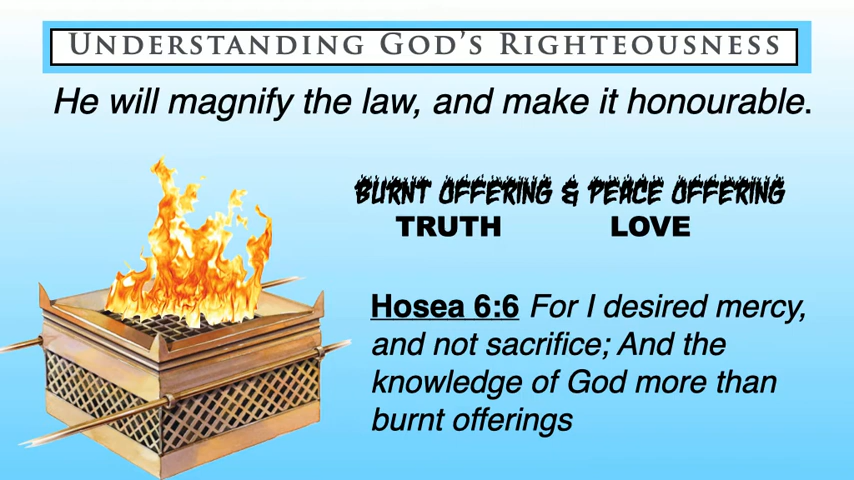 UNDERSTANDING GOD'S RIGHTEOUSNESS
He will magnify the law, and make it honourable.
BURNT OFFERING & PEACE OFFERING
TRUTH LOVE
Hosea 6:6 For I desired mercy,
and not sacrifice; And the
knowledge of God more than
burnt offerings